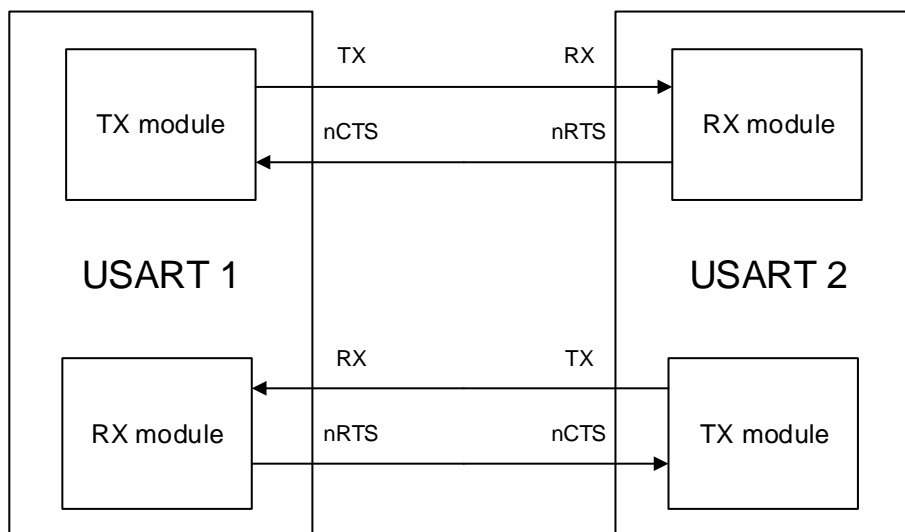 TX RX
TX module
nCTS nRTS
RX module
USART 1 USART 2
RX TX
RX module
nRTS nCTS
TX module